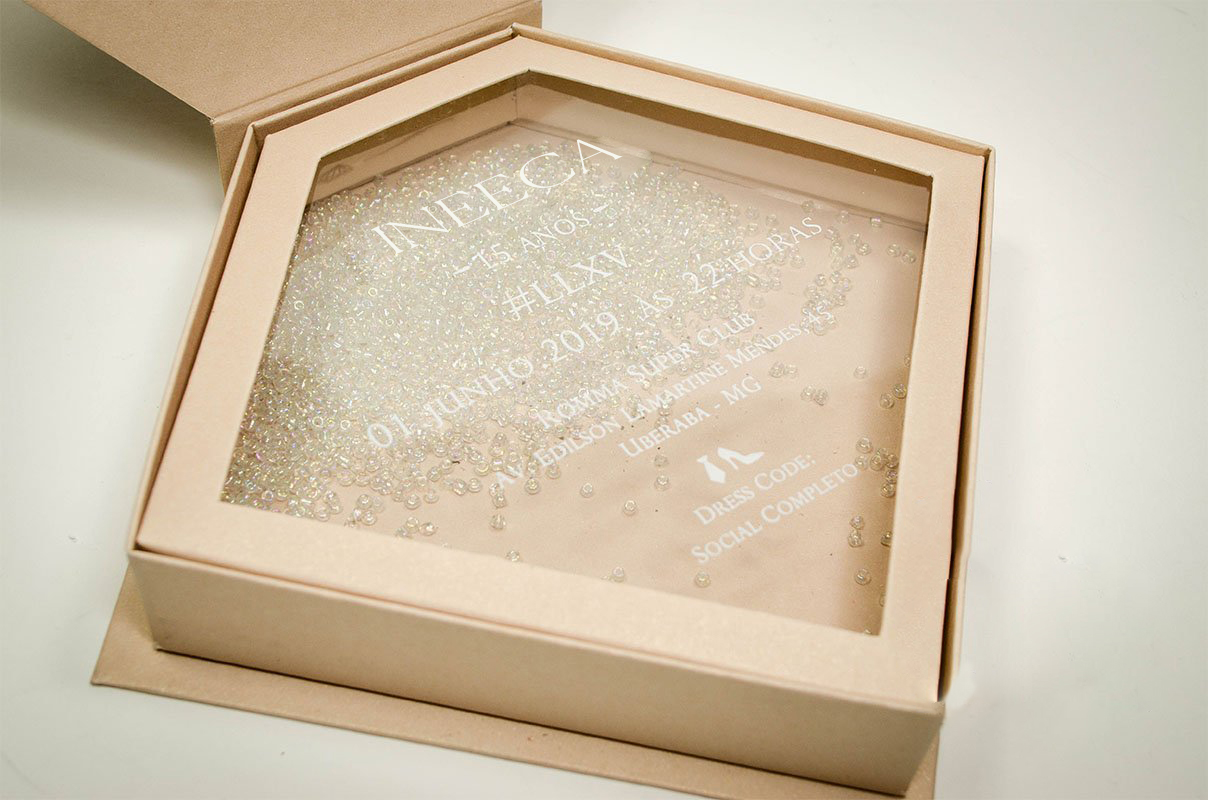 INEECA
- 15 ANOS -
#LLXV
01 JUNHO 2019 ÀS 22:HORAS
ROMMA SUPER CLUB
AV. EDILSON LAMARTINE MENDES, 45
UBERABA - MG
DRESS CODE:
SOCIAL COMPLETO